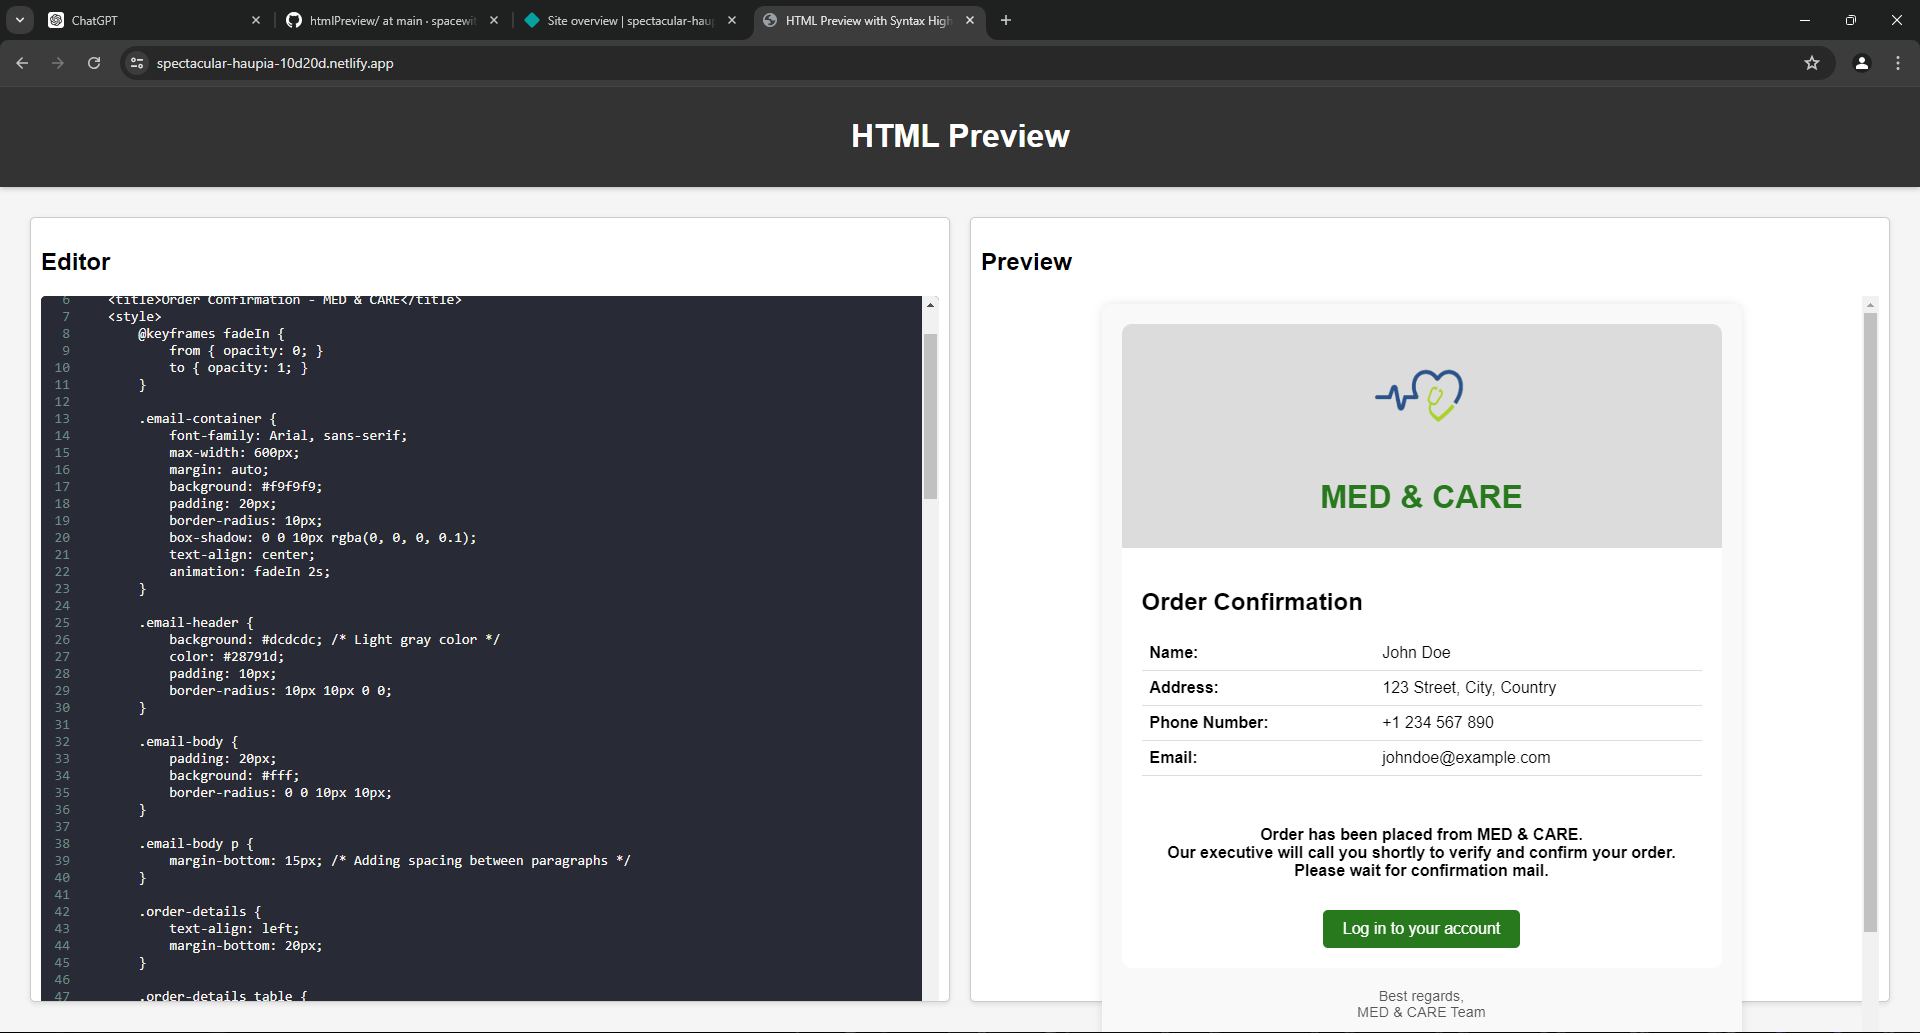 ChatGPT
htmlPreview/ at main · spacewit
Site overview | spectacular-haup
HTML Preview with Syntax High
spectacular-haupia-10d20d.netlify.app
HTML Preview
Editor
6 <title>Order Confirmation - MED & CARE</title>
7 <style>
8 @keyframes fadeIn {
9 from { opacity: 0; }
10 to { opacity: 1; }
11 }
12
13 .email-container {
14 font-family: Arial, sans-serif;
15 max-width: 600px;
16 margin: auto;
17 background: #f9f9f9;
18 padding: 20px;
19 border-radius: 10px;
20 box-shadow: 0 0 10px rgba(0, 0, 0, 0.1);
21 text-align: center;
22 animation: fadeIn 2s;
23 }
24
25 .email-header {
26 background: #dcdcdc; /* Light gray color */
27 color: #28791d;
28 padding: 10px;
29 border-radius: 10px 10px 0 0;
30 }
31
32 .email-body {
33 padding: 20px;
34 background: #fff;
35 border-radius: 0 0 10px 10px;
36 }
37
38 .email-body p {
39 margin-bottom: 15px; /* Adding spacing between paragraphs */
40 }
41
42 .order-details {
43 text-align: left;
44 margin-bottom: 20px;
45 }
46
47 .order-details table {
Preview
MED & CARE
Order Confirmation
Name: John Doe
Address: 123 Street, City, Country
Phone Number: +1 234 567 890
Email: johndoe@example.com
Order has been placed from MED & CARE.
Our executive will call you shortly to verify and confirm your order.
Please wait for confirmation mail.
Log in to your account
Best regards,
MED & CARE Team